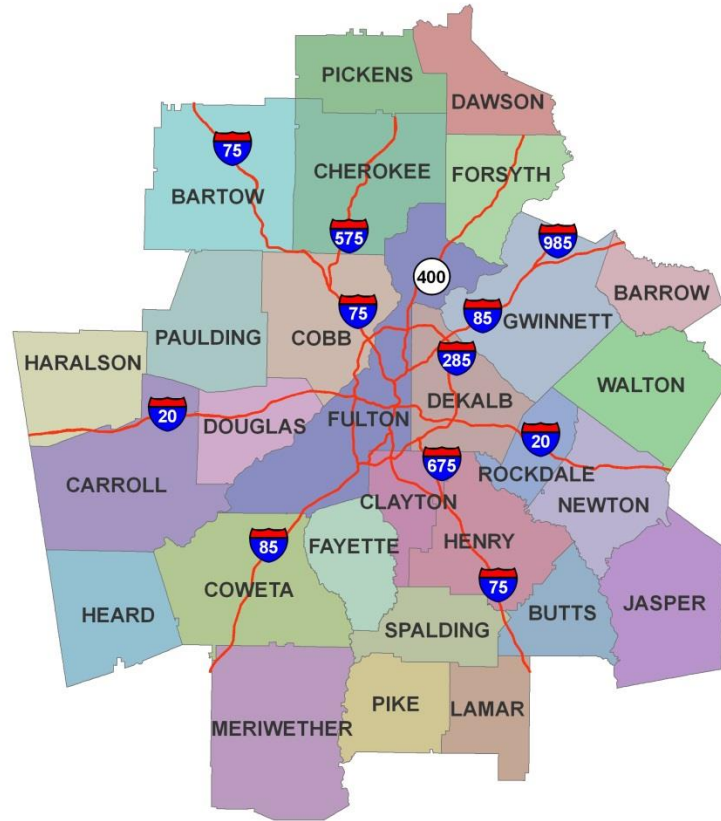 PICKENS
DAWSON
75
CHEROKEE
FORSYTH
BARTOW
575
985
400
BARROW
75
85
GWINNETT
PAULDING
COBB
285
HARALSON
WALTON
DEKALB
20
FULTON
DOUGLAS
20
675
ROCKDALE
CARROLL
CLAYTON
NEWTON
85
FAYETTE
HENRY
COWETA
75
JASPER
HEARD
BUTTS
SPALDING
PIKE
LAMAR
MERIWETHER